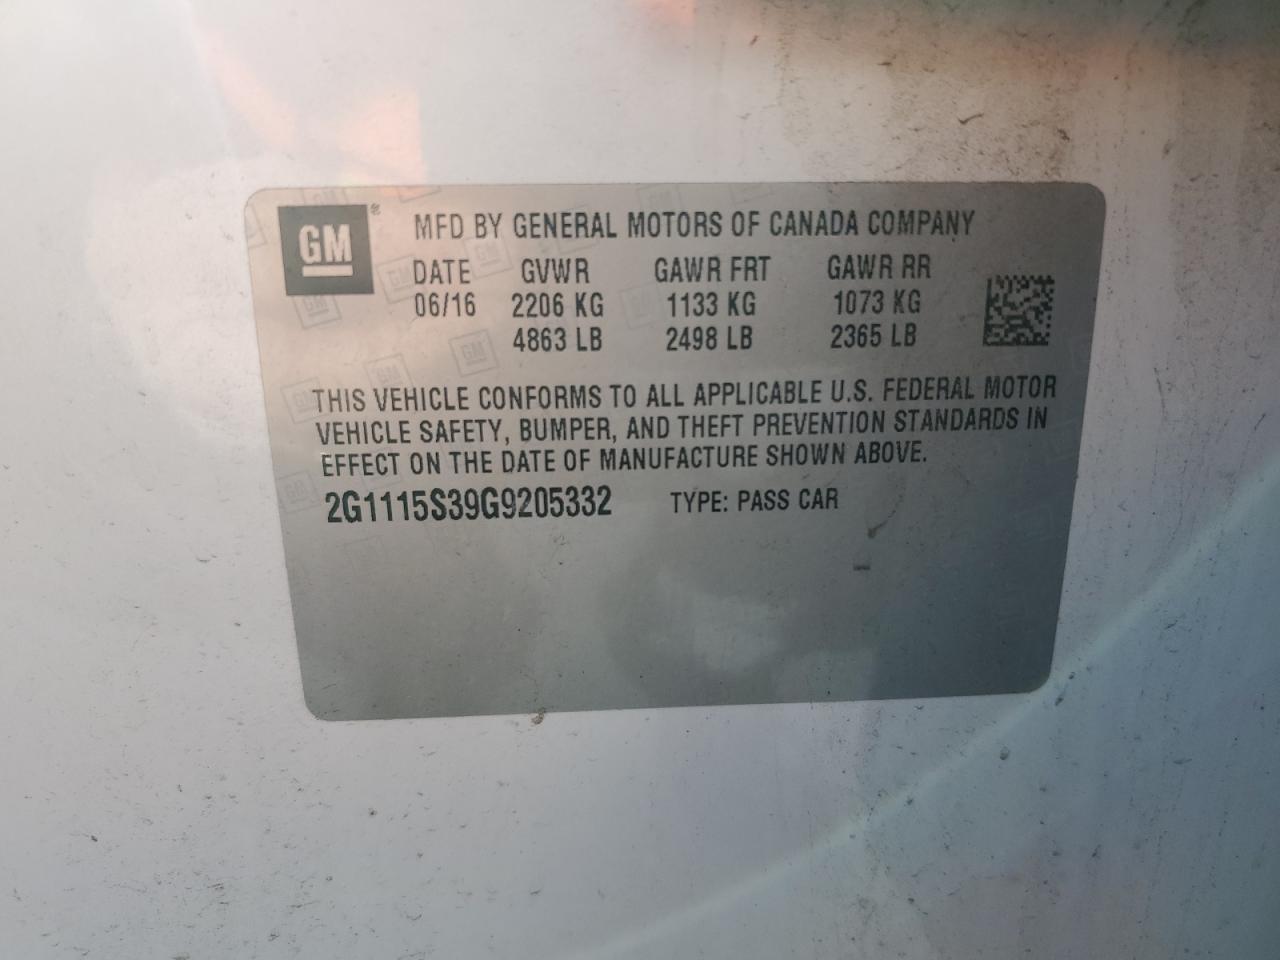 GM ® MFD BY GENERAL MOTORS OF CANADA COMPANY
DATE GVWR GAWR FRT GAWR RR
06/16 2206 KG 1133 KG 1073 KG
4863 LB 2498 LB 2365 LB
THIS VEHICLE CONFORMS TO ALL APPLICABLE U.S. FEDERAL MOTOR
VEHICLE SAFETY, BUMPER, AND THEFT PREVENTION STANDARDS IN
EFFECT ON THE DATE OF MANUFACTURE SHOWN ABOVE.
2G1115S39G9205332 TYPE: PASS CAR